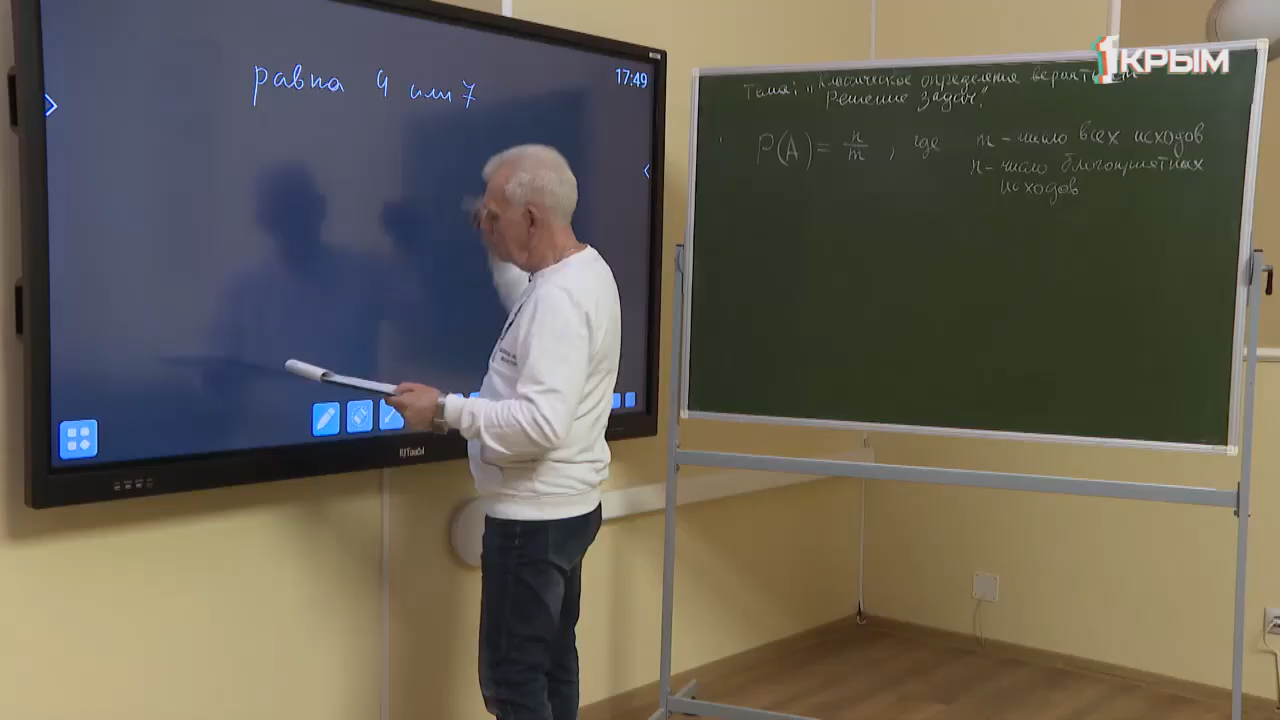 равна 4 или 7
17:49
1КРЫМ
Тема: "Классическое определение вероятности
Решение задач".
P(A) = n/m , где m - число всех исходов
n - число благоприятных
исходов